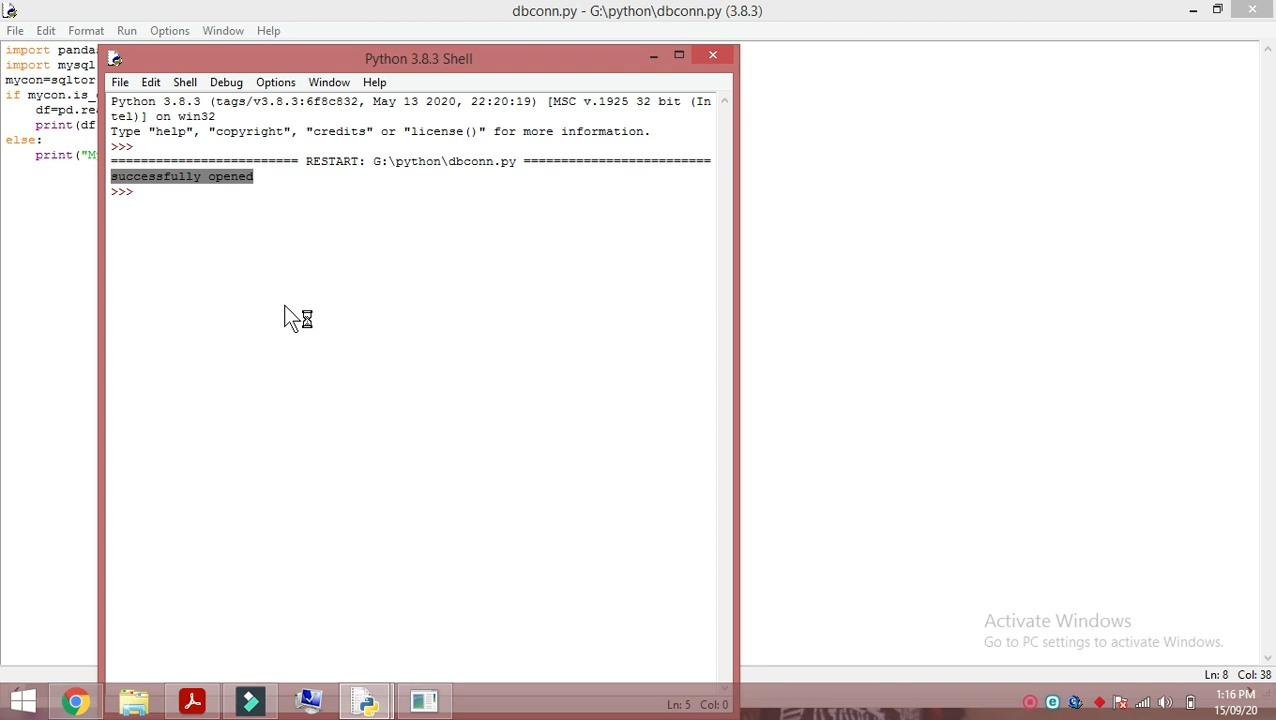 dbconn.py - G:\python\dbconn.py (3.8.3)
File Edit Format Run Options Window Help
import panda
import mysql
mycon=sqltor
if mycon.is_
df=pd.re
print(df
else:
print("M
Python 3.8.3 Shell
File Edit Shell Debug Options Window Help
Python 3.8.3 (tags/v3.8.3:6f8c832, May 13 2020, 22:20:19) [MSC v.1925 32 bit (In
tel)] on win32
Type "help", "copyright", "credits" or "license()" for more information.
>>>
========================= RESTART: G:\python\dbconn.py =========================
successfully opened
>>>
Ln: 5 Col: 0
Activate Windows
Go to PC settings to activate Windows.
Ln: 8 Col: 38
1:16 PM
15/09/20